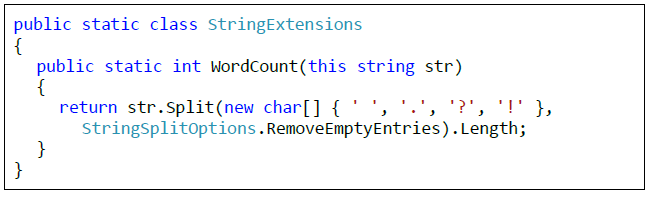 public static class StringExtensions
{
public static int WordCount(this string str)
{
return str.Split(new char[] { ' ', '.', '?', '!' },
StringSplitOptions.RemoveEmptyEntries).Length;
}
}